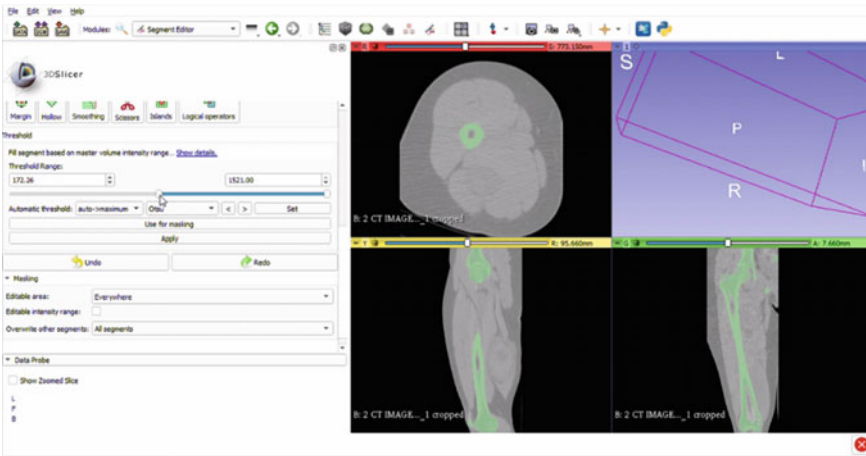 File Edit View Help
Modules: Segment Editor
3DSlicer
Margin Hollow Smoothing Scissors Islands Logical operators
Threshold
Fill segment based on master volume intensity range... Show details.
Threshold Range:
172.26 1521.00
Automatic threshold: auto->maximum Otsu < > Set
Use for masking
Apply
Undo Redo
Masking
Editable area: Everywhere
Editable intensity range:
Overwrite other segments: All segments
Data Probe
Show Zoomed Slice
L
F
B
R S: 773.150mm
B: 2 CT IMAGE..._1 cropped
1
S L
P
R
Y R: 95.660mm
B: 2 CT IMAGE..._1 cropped
G A: 7.660mm
B: 2 CT IMAGE..._1 cropped